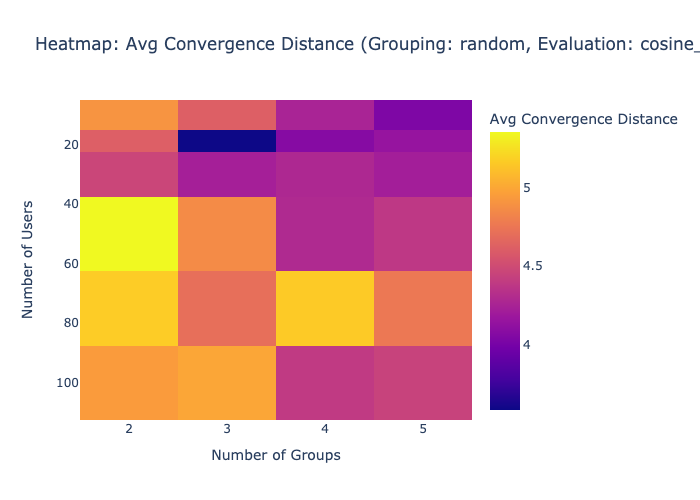 Heatmap: Avg Convergence Distance (Grouping: random, Evaluation: cosine_
Avg Convergence Distance
20
40
60
80
100
Number of Users
2 3 4 5
Number of Groups
5
4.5
4